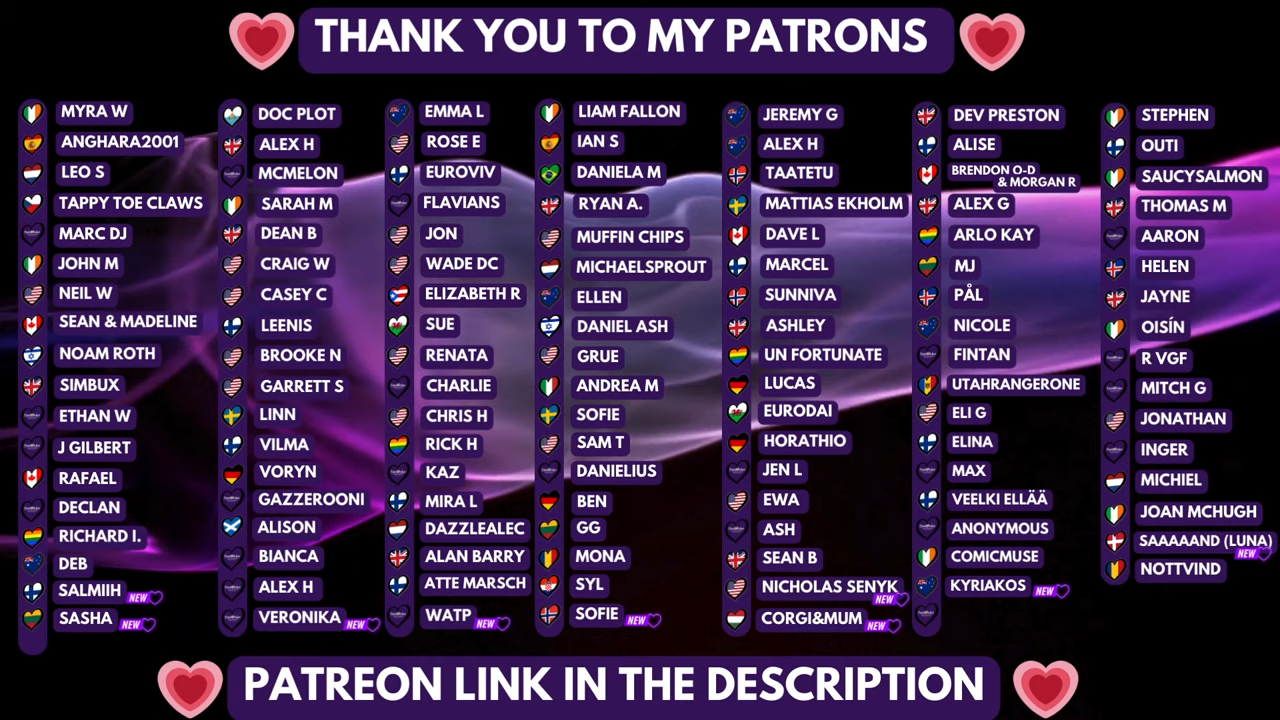 THANK YOU TO MY PATRONS
MYRA W
ANGHARA2001
LEO S
TAPPY TOE CLAWS
MARC DJ
JOHN M
NEIL W
SEAN & MADELINE
NOAM ROTH
SIMBUX
ETHAN W
J GILBERT
RAFAEL
DECLAN
RICHARD I.
DEB
SALMIIH
NEW
SASHA
NEW
DOC PLOT
ALEX H
MCMELON
SARAH M
DEAN B
CRAIG W
CASEY C
LEENIS
BROOKE N
GARRETT S
LINN
VILMA
VORYN
GAZZEROONI
ALISON
BIANCA
ALEX H
VERONIKA
NEW
EMMA L
ROSE E
EUROVIV
FLAVIANS
JON
WADE DC
ELIZABETH R
SUE
RENATA
CHARLIE
CHRIS H
RICK H
KAZ
MIRA L
DAZZLEALEC
ALAN BARRY
ATTE MARSCH
WATP
NEW
LIAM FALLON
IAN S
DANIELA M
RYAN A.
MUFFIN CHIPS
MICHAELSPROUT
ELLEN
DANIEL ASH
GRUE
ANDREA M
SOFIE
SAM T
DANIELIUS
BEN
GG
MONA
SYL
SOFIE
NEW
JEREMY G
ALEX H
TAATETU
MATTIAS EKHOLM
DAVE L
MARCEL
SUNNIVA
ASHLEY
UN FORTUNATE
LUCAS
EURODAI
HORATHIO
JEN L
EWA
ASH
SEAN B
NICHOLAS SENYK
NEW
CORGI&MUM
NEW
DEV PRESTON
ALISE
BRENDON O-D
& MORGAN R
ALEX G
ARLO KAY
MJ
PÅL
NICOLE
FINTAN
UTAHRANGERONE
ELI G
ELINA
MAX
VEELKI ELLÄÄ
ANONYMOUS
COMICMUSE
KYRIAKOS
NEW
STEPHEN
OUTI
SAUCYSALMON
THOMAS M
AARON
HELEN
JAYNE
OISÍN
R VGF
MITCH G
JONATHAN
INGER
MICHIEL
JOAN MCHUGH
SAAAAAND (LUNA)
NEW
NOTTVIND
PATREON LINK IN THE DESCRIPTION